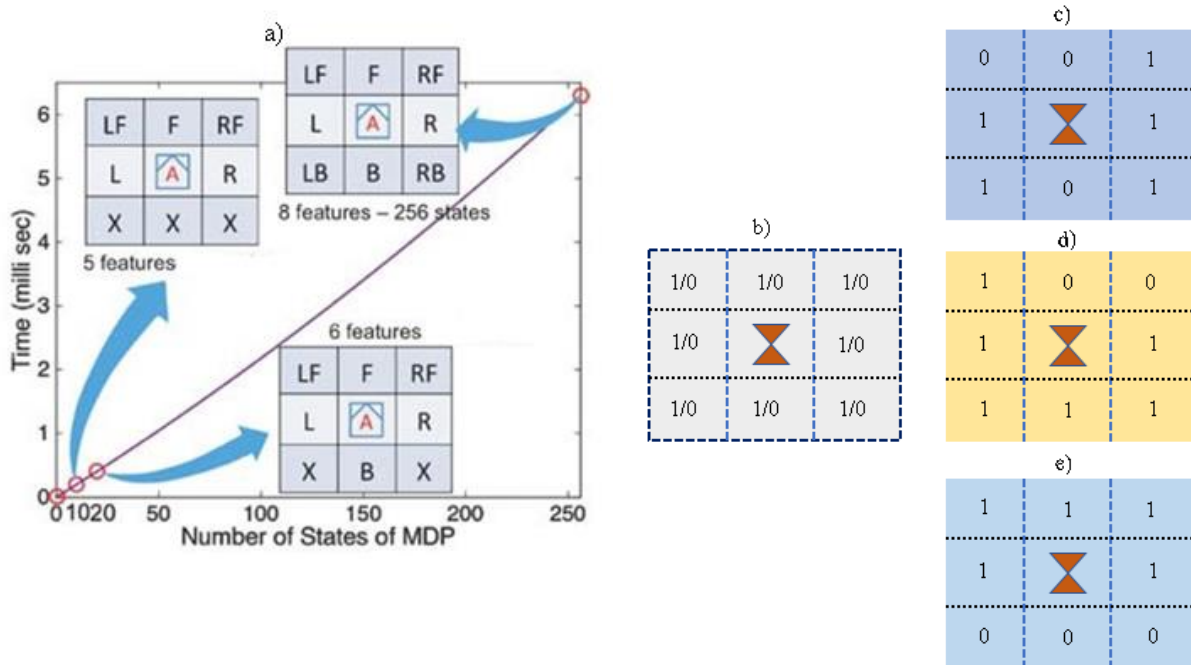 a)
LF F RF
L A R
LB B RB
8 features – 256 states
LF F RF
L A R
X X X
5 features
6 features
LF F RF
L A R
X B X
Time (milli sec)
6
5
4
3
2
1
0
0 10 20 50 100 150 200 250
Number of States of MDP
b)
1/0 1/0 1/0
1/0 1/0
1/0 1/0 1/0
c)
0 0 1
1 1
1 0 1
d)
1 0 0
1 1
1 1 1
e)
1 1 1
1 1
0 0 0